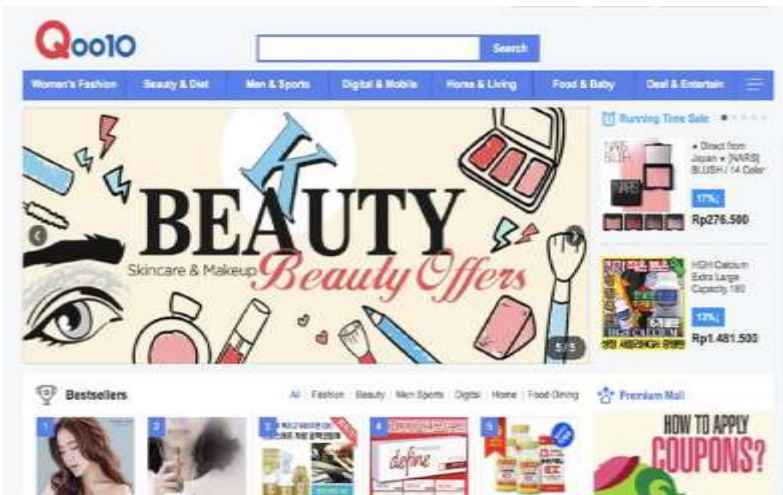 Qoo10
Search
Women's Fashion Beauty & Diet Men & Sports Digital & Mobile Home & Living Food & Baby Deal & Entertain
Running Time Sale
K
BEAUTY
Skincare & Makeup
Beauty Offers
5/5
NARS
BLUSH
★ Direct from
Japan ★ [NARS]
BLUSH / 14 Color
17%↓
Rp276.500
HGH Calcium
Extra Large
Capacity 180
13%↓
Rp1.481.500
HIGH CALCIUM
Bestsellers
All Fashion Beauty Men Sports Digital Home Food Dining
Premium Mall
1
2
3
4
5
define
HOW TO APPLY
COUPONS?